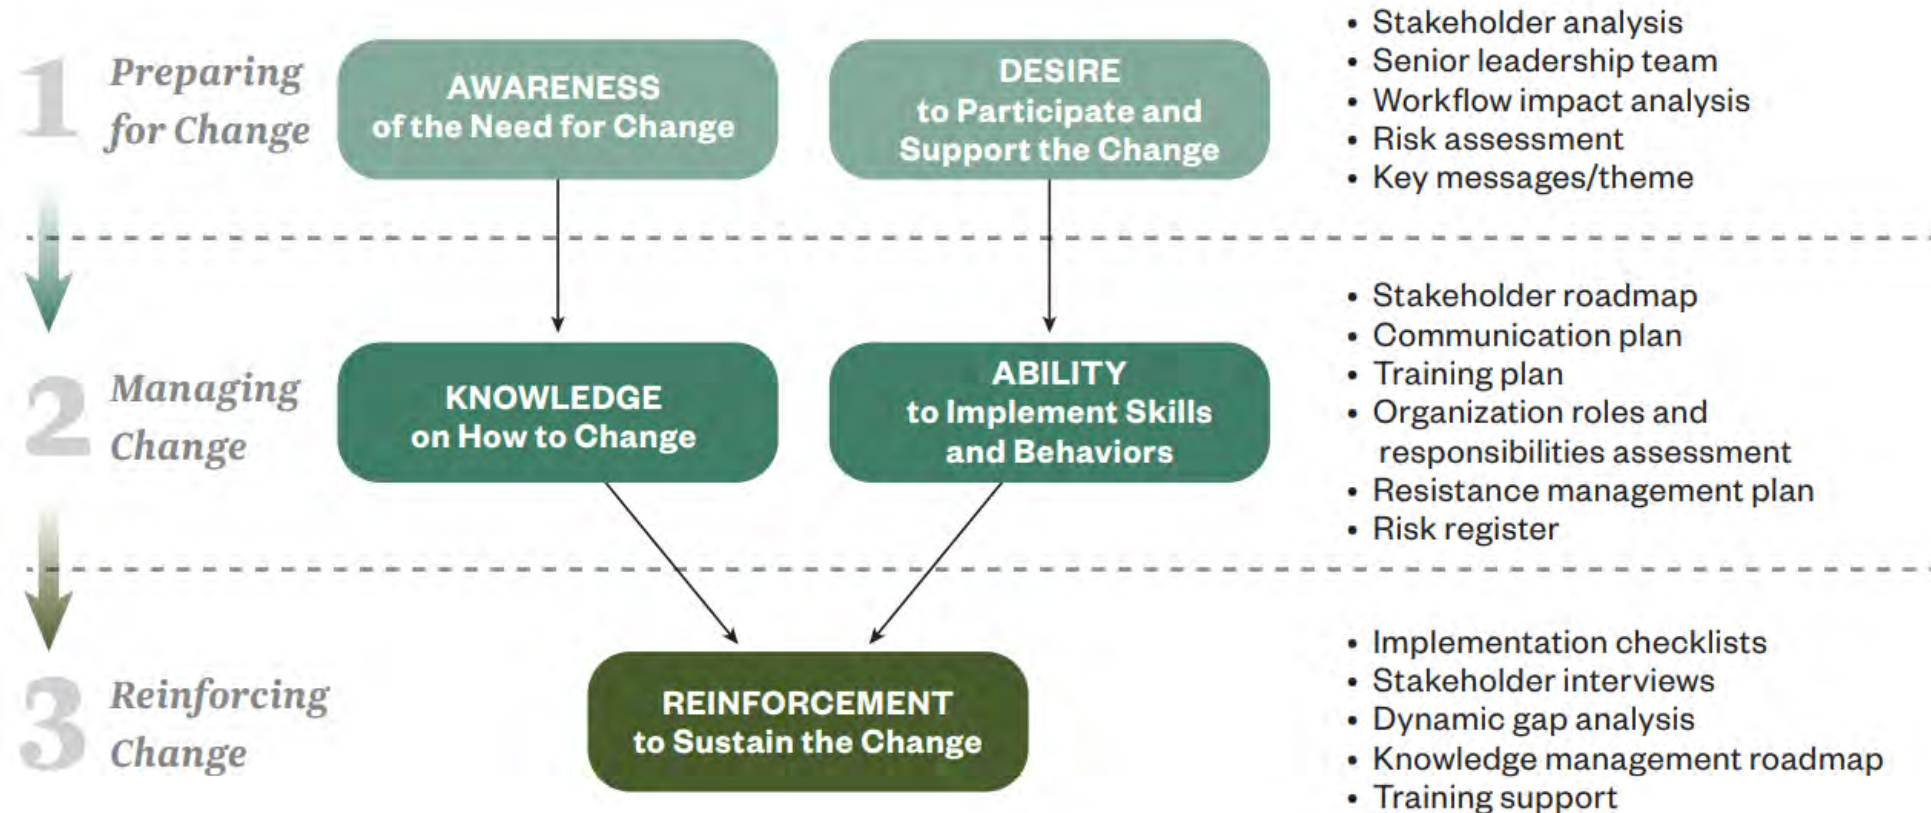 1
Preparing
for Change
AWARENESS
of the Need for Change
DESIRE
to Participate and
Support the Change
• Stakeholder analysis
• Senior leadership team
• Workflow impact analysis
• Risk assessment
• Key messages/theme
2
Managing
Change
KNOWLEDGE
on How to Change
ABILITY
to Implement Skills
and Behaviors
• Stakeholder roadmap
• Communication plan
• Training plan
• Organization roles and
responsibilities assessment
• Resistance management plan
• Risk register
3
Reinforcing
Change
REINFORCEMENT
to Sustain the Change
• Implementation checklists
• Stakeholder interviews
• Dynamic gap analysis
• Knowledge management roadmap
• Training support